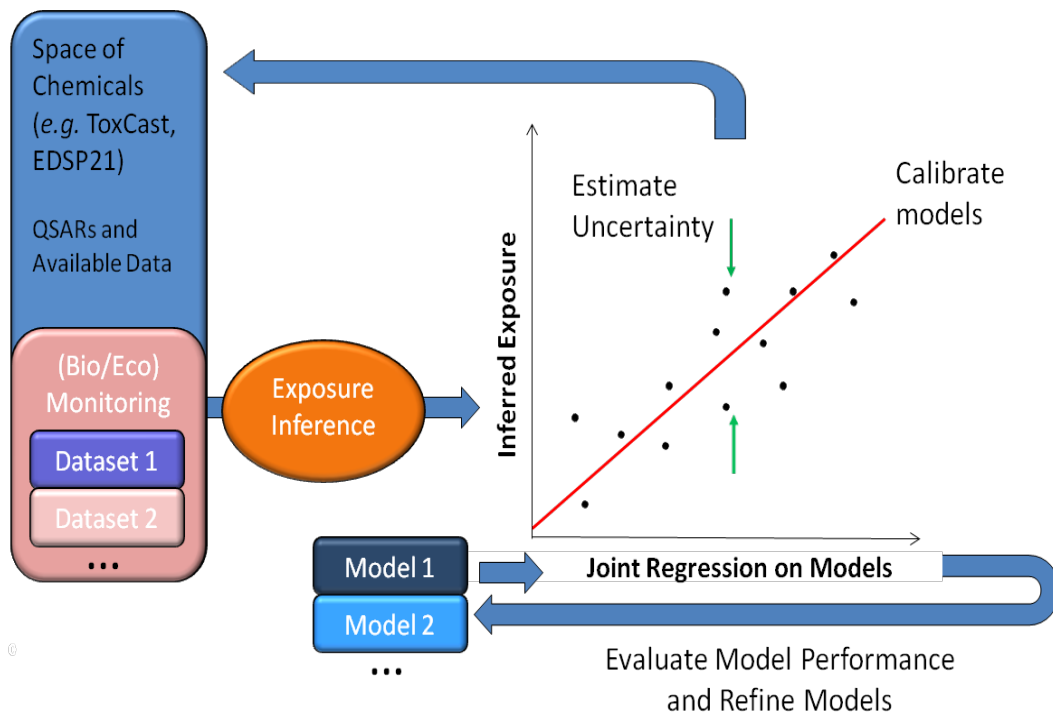 Space of
Chemicals
(e.g. ToxCast,
EDSP21)
QSARs and
Available Data
(Bio/Eco)
Monitoring
Dataset 1
Dataset 2
...
Exposure
Inference
Inferred Exposure
Estimate
Uncertainty
Calibrate
models
Joint Regression on Models
Model 1
Model 2
...
Evaluate Model Performance
and Refine Models